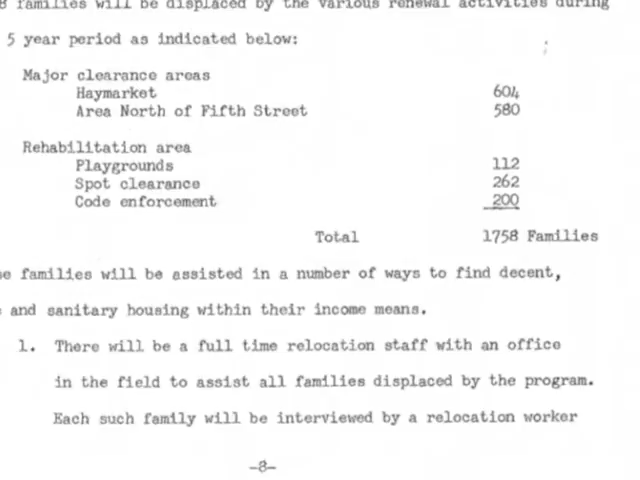 8 families will be displaced by the various renewal activities during
5 year period as indicated below:
Major clearance areas
Haymarket 604
Area North of Fifth Street 580
Rehabilitation area
Playgrounds 112
Spot clearance 262
Code enforcement 200
Total 1758 Families
se families will be assisted in a number of ways to find decent,
and sanitary housing within their income means.
1. There will be a full time relocation staff with an office
in the field to assist all families displaced by the program.
Each such family will be interviewed by a relocation worker
-8-